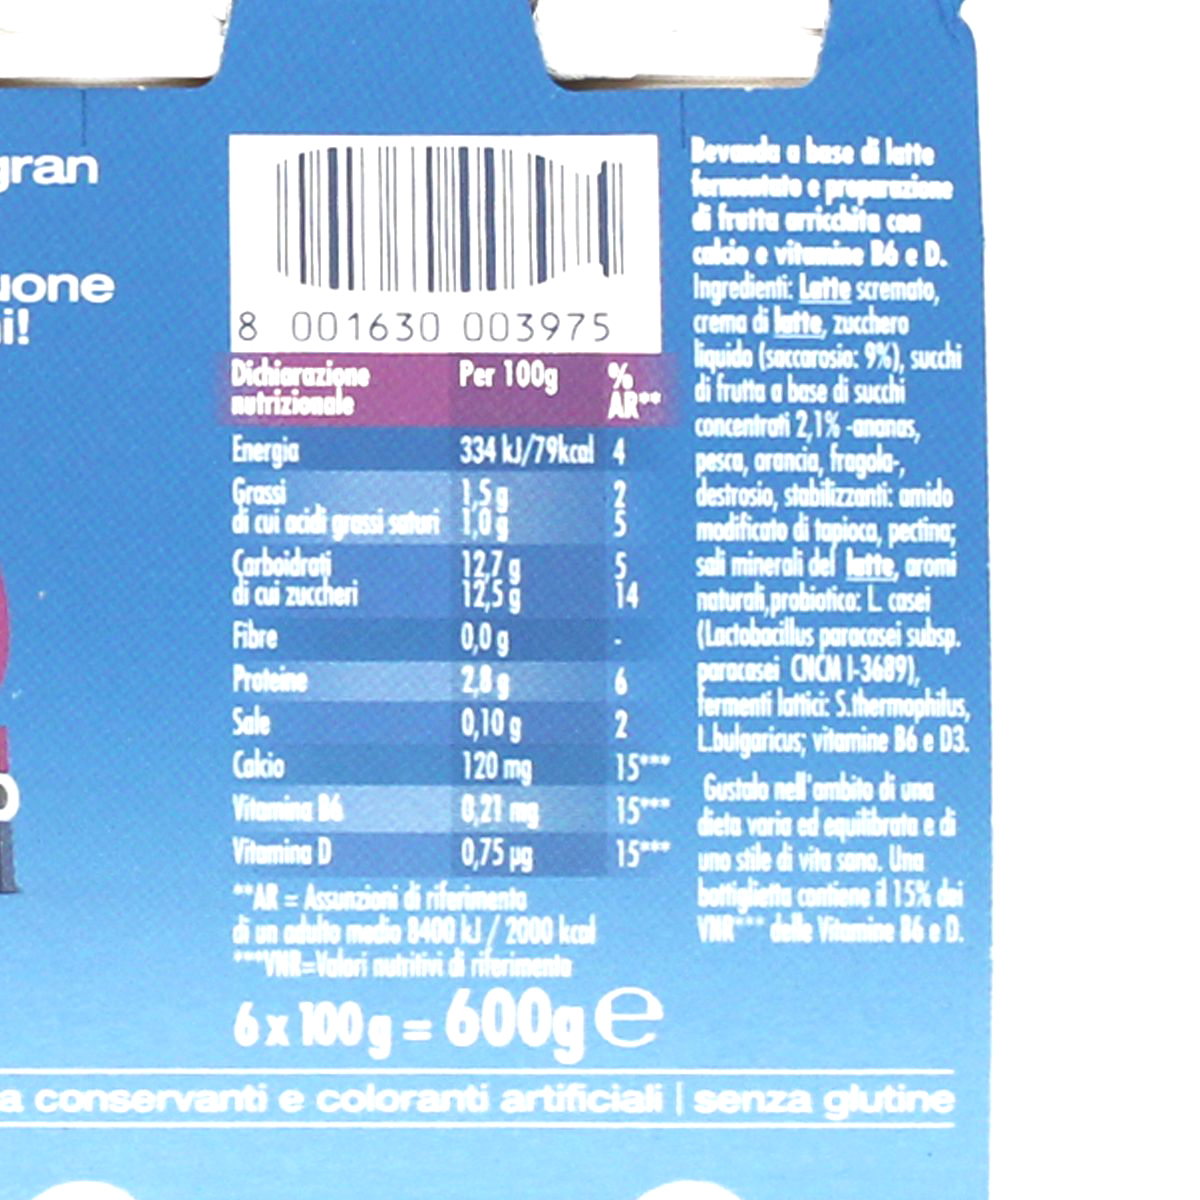 gran
uone
i!
8 001630 003975
Dichiarazione nutrizionale Per 100g % AR**
Energia 334 kJ/79kcal 4
Grassi 1,5 g 2
di cui acidi grassi saturi 1,0 g 5
Carboidrati 12,7 g 5
di cui zuccheri 12,5 g 14
Fibre 0,0 g -
Proteine 2,8 g 6
Sale 0,10 g 2
Calcio 120 mg 15***
Vitamina B6 0,21 mg 15***
Vitamina D 0,75 µg 15***
**AR = Assunzioni di riferimento
di un adulto medio 8400 kJ / 2000 kcal
***VNR=Valori nutritivi di riferimento
6 x 100 g = 600g e
Bevanda a base di latte
fermentato e preparazione
di frutta arricchita con
calcio e vitamine B6 e D.
Ingredienti: Latte scremato,
crema di latte, zucchero
liquido (saccarosio: 9%), succhi
di frutta a base di succhi
concentrati 2,1% -ananas,
pesca, arancia, fragola-,
destrosio, stabilizzanti: amido
modificato di tapioca, pectina;
sali minerali del latte, aromi
naturali,probiotico: L. casei
(Lactobacillus paracasei subsp.
paracasei CNCM I-3689),
fermenti lattici: S.thermophilus,
L.bulgaricus; vitamine B6 e D3.
Gustalo nell'ambito di una
dieta varia ed equilibrata e di
uno stile di vita sano. Una
bottiglietta contiene il 15% dei
VNR*** delle Vitamine B6 e D.
a conservanti e coloranti artificiali | senza glutine